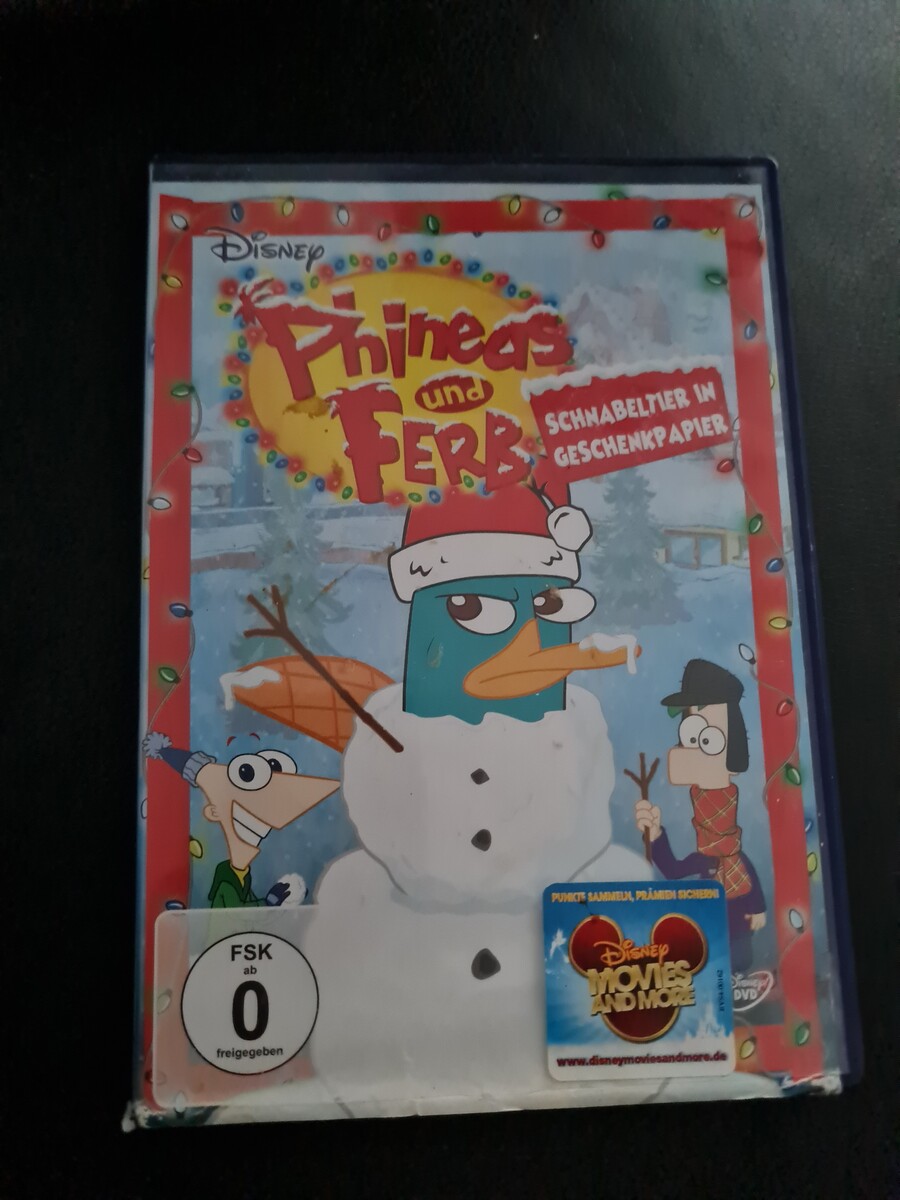 Disney
Phineas
und
Ferb
SCHNABELTIER IN
GESCHENKPAPIER
FSK
ab
0
freigegeben
PUNKTE SAMMELN, PRÄMIEN SICHERN!
Disney
MOVIES
AND MORE
www.disneymoviesandmore.de
Disney
DVD